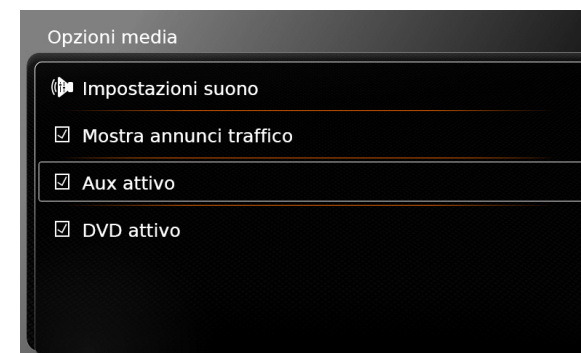 Opzioni media
Impostazioni suono
Mostra annunci traffico
Aux attivo
DVD attivo